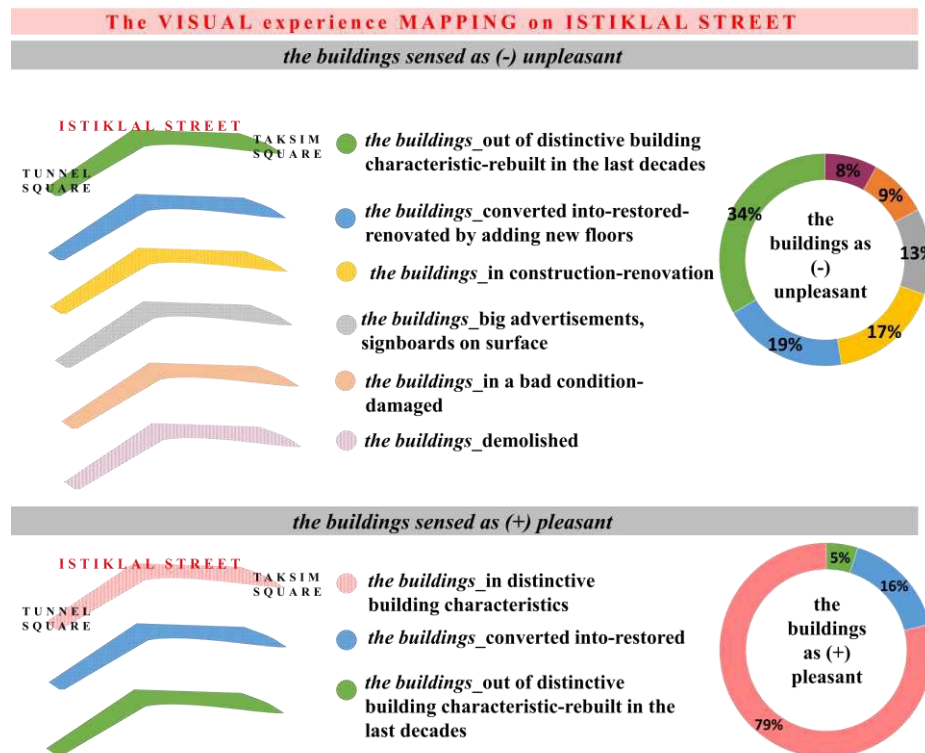 The VISUAL experience MAPPING on ISTIKLAL STREET
the buildings sensed as (-) unpleasant
ISTIKLAL STREET
TAKSIM
SQUARE
TUNNEL
SQUARE
the buildings_out of distinctive building
characteristic-rebuilt in the last decades
the buildings_converted into-restored-
renovated by adding new floors
the buildings_in construction-renovation
the buildings_big advertisements,
signboards on surface
the buildings_in a bad condition-
damaged
the buildings_demolished
8%
9%
13%
17%
19%
34%
the
buildings as
(-)
unpleasant
the buildings sensed as (+) pleasant
ISTIKLAL STREET
TAKSIM
SQUARE
TUNNEL
SQUARE
the buildings_in distinctive
building characteristics
the buildings_converted into-restored
the buildings_out of distinctive
building characteristic-rebuilt in the
last decades
5%
16%
79%
the
buildings
as (+)
pleasant